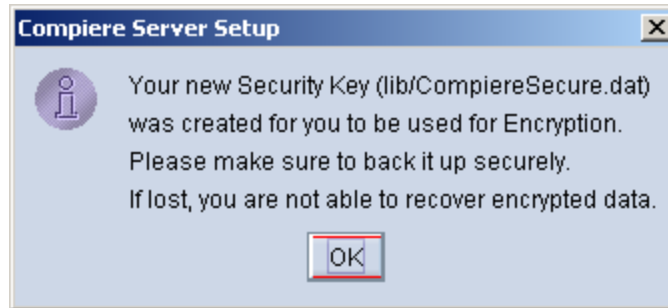 Compiere Server Setup
Your new Security Key (lib/CompiereSecure.dat)
was created for you to be used for Encryption.
Please make sure to back it up securely.
If lost, you are not able to recover encrypted data.
OK